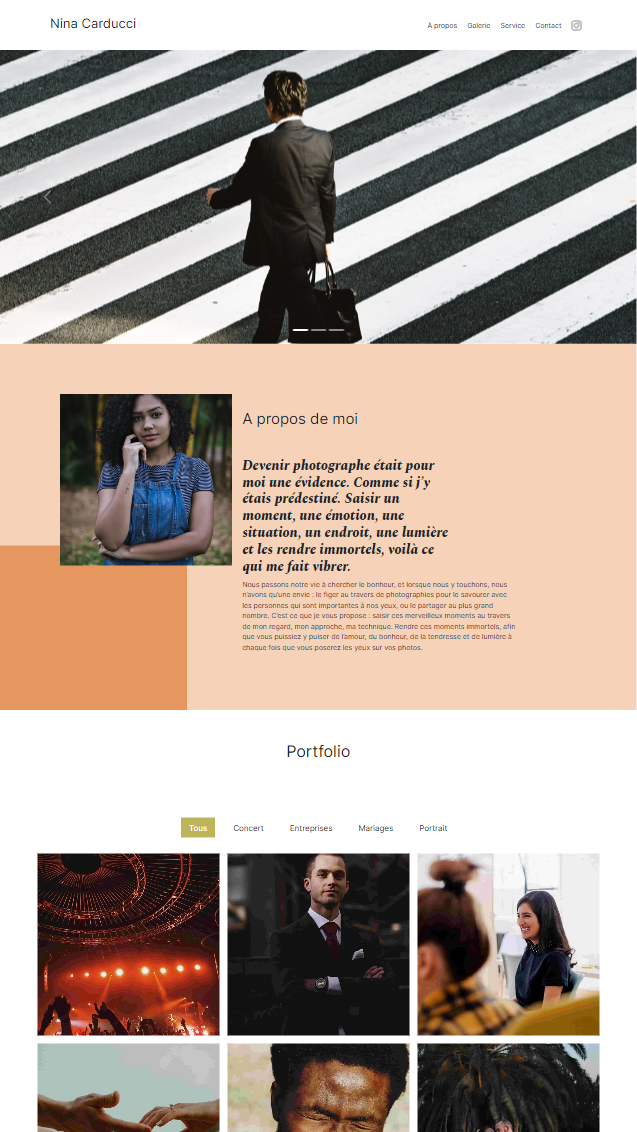 Nina Carducci
À propos Galerie Service Contact
A propos de moi
Devenir photographe était pour
moi une évidence. Comme si j'y
étais prédestiné. Saisir un
moment, une émotion, une
situation, un endroit, une lumière
et les rendre immortels, voilà ce
qui me fait vibrer.
Nous passons notre vie à chercher le bonheur, et lorsque nous y touchons, nous
n'avons qu'une envie : le figer au travers de photographies pour le savourer avec
les personnes qui sont importantes à nos yeux, ou le partager au plus grand
nombre. C'est ce que je vous propose : saisir ces merveilleux moments au travers
de mon regard, mon approche, ma technique. Rendre ces moments immortels, afin
que vous puissiez y puiser de l'amour, du bonheur, de la tendresse et de lumière à
chaque fois que vous poserez les yeux sur vos photos.
Portfolio
Tous Concert Entreprises Mariages Portrait